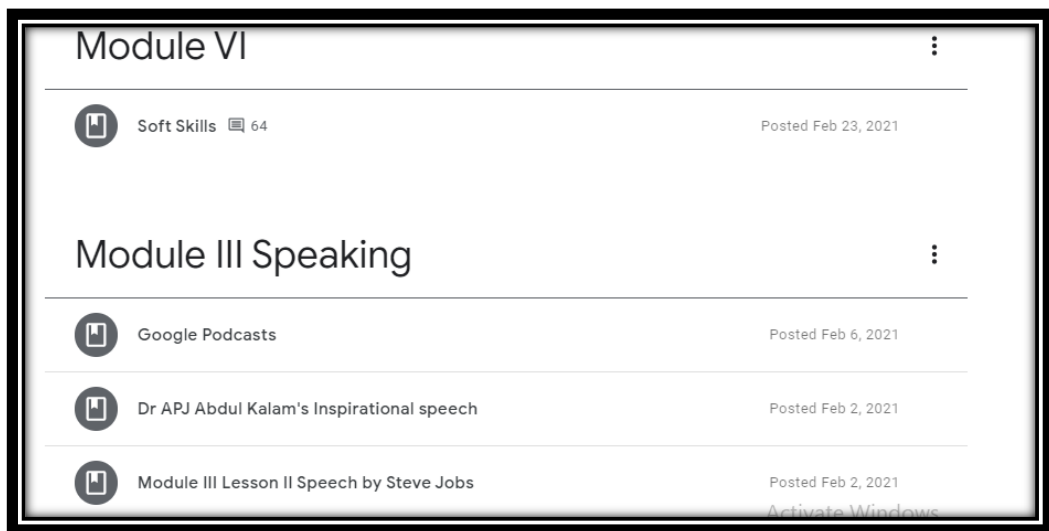 Module VI
Soft Skills 64 Posted Feb 23, 2021
Module III Speaking
Google Podcasts Posted Feb 6, 2021
Dr APJ Abdul Kalam's Inspirational speech Posted Feb 2, 2021
Module III Lesson II Speech by Steve Jobs Posted Feb 2, 2021
Activate Windows